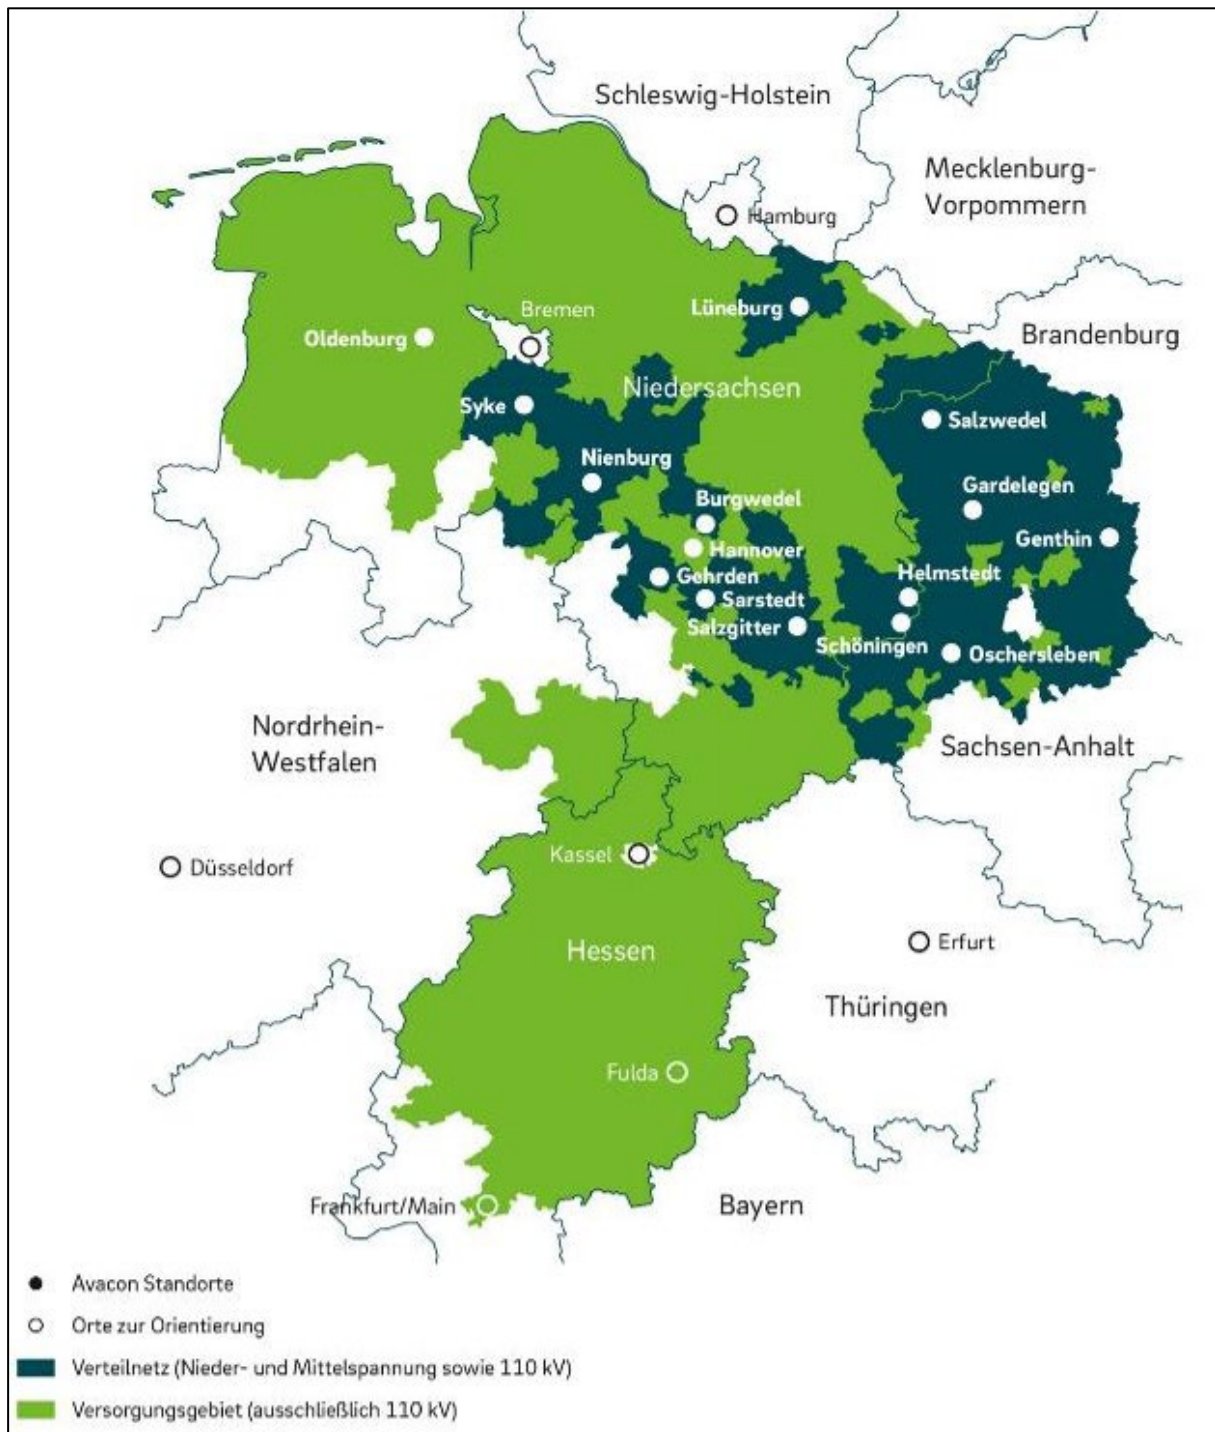 Schleswig-Holstein
Mecklenburg-
Vorpommern
Hamburg
Lüneburg
Bremen
Brandenburg
Oldenburg
Niedersachsen
Syke
Salzwedel
Nienburg
Gardelegen
Burgwedel
Genthin
Hannover
Helmstedt
Gehrden
Sarstedt
Salzgitter
Schöningen
Oschersleben
Nordrhein-
Westfalen
Sachsen-Anhalt
Kassel
Düsseldorf
Erfurt
Hessen
Thüringen
Fulda
Frankfurt/Main
Bayern
Avacon Standorte
Orte zur Orientierung
Verteilnetz (Nieder- und Mittelspannung sowie 110 kV)
Versorgungsgebiet (ausschließlich 110 kV)